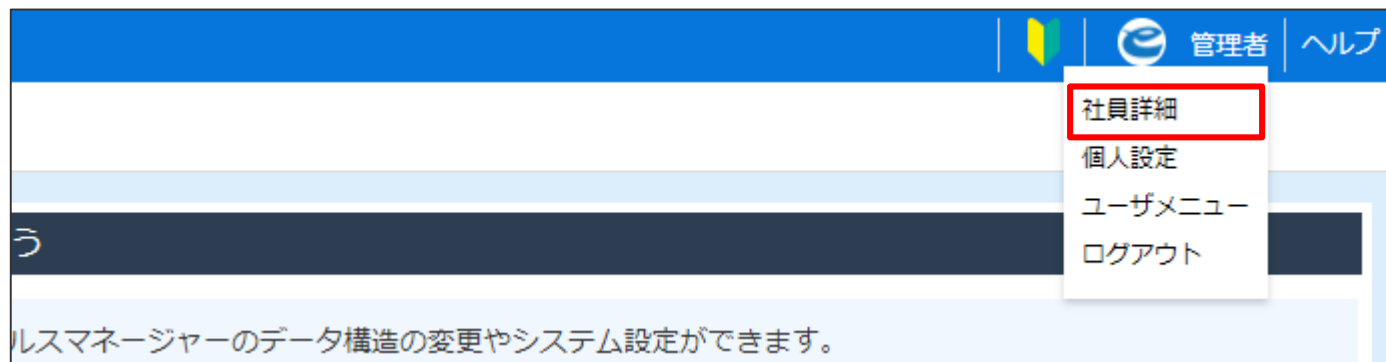 管理者 ヘルプ
社員詳細
個人設定
ユーザメニュー
ログアウト
う
ルスマネージャーのデータ構造の変更やシステム設定ができます。